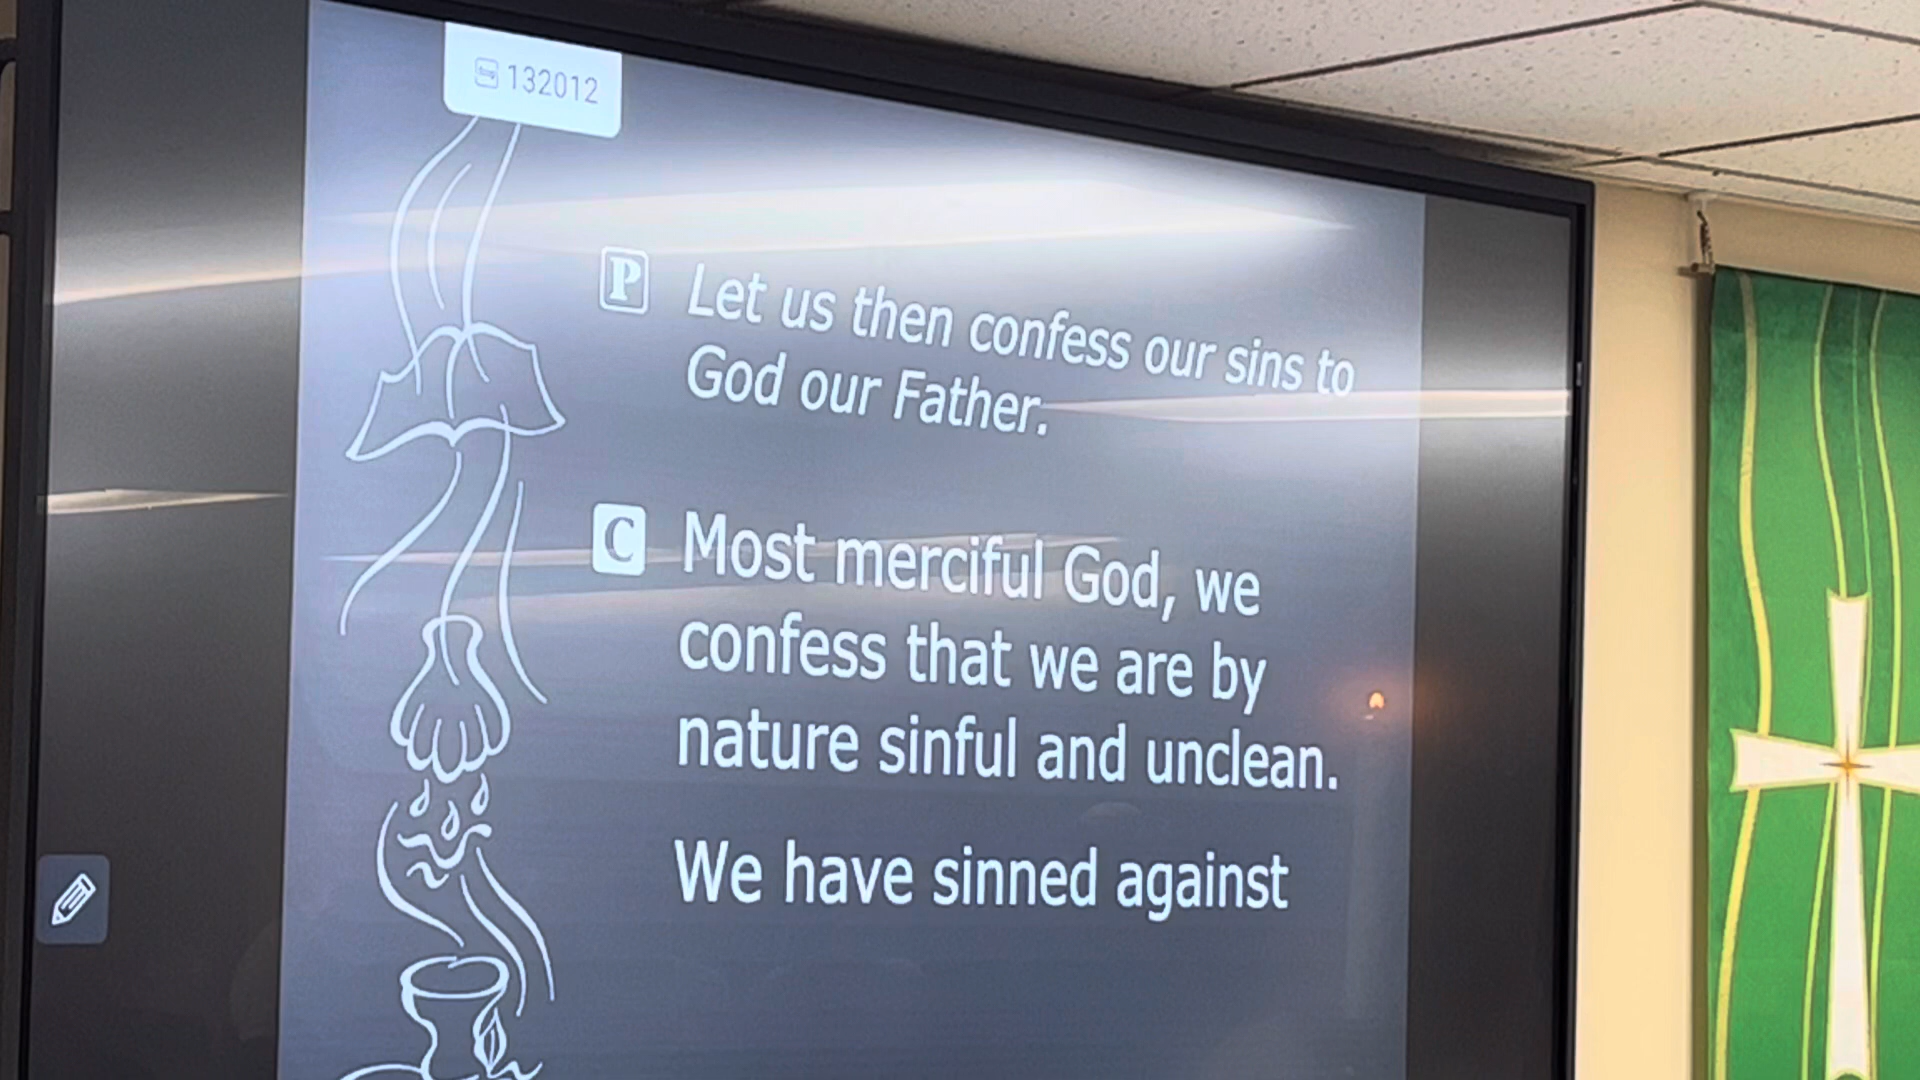 132012
P Let us then confess our sins to
God our Father.
C Most merciful God, we
confess that we are by
nature sinful and unclean.
We have sinned against